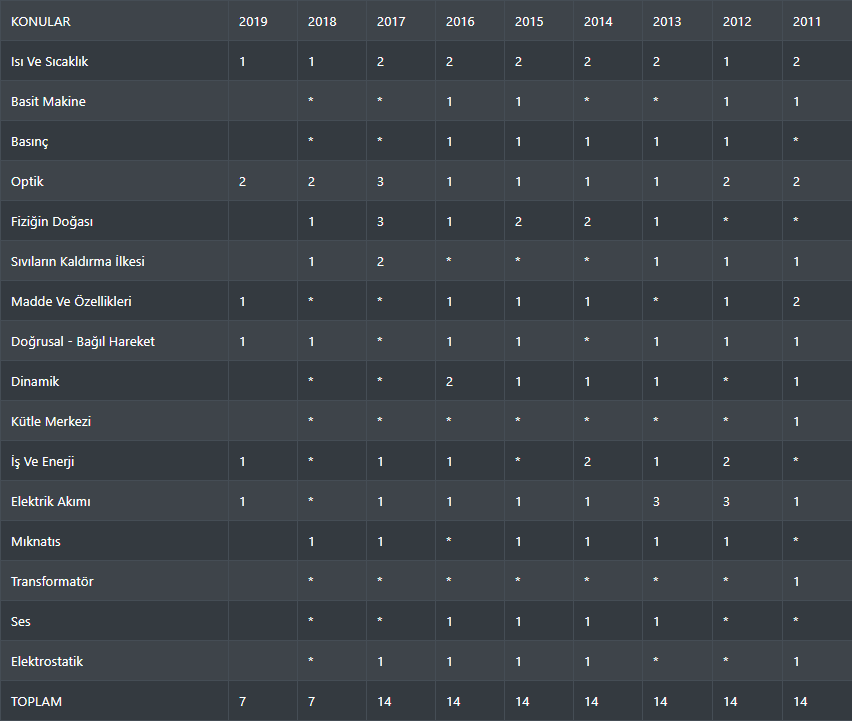 KONULAR 2019 2018 2017 2016 2015 2014 2013 2012 2011
Isı Ve Sıcaklık 1 1 2 2 2 2 2 1 2
Basit Makine * * 1 1 * * 1 1
Basınç * * 1 1 1 1 1 *
Optik 2 2 3 1 1 1 1 2 2
Fiziğin Doğası 1 3 1 2 2 1 * *
Sıvıların Kaldırma İlkesi 1 2 * * * 1 1 1
Madde Ve Özellikleri 1 * * 1 1 1 * 1 2
Doğrusal - Bağıl Hareket 1 1 * 1 1 * 1 1 1
Dinamik * * 2 1 1 1 * 1
Kütle Merkezi * * * * * * * 1
İş Ve Enerji 1 * 1 1 * 2 1 2 *
Elektrik Akımı 1 * 1 1 1 1 3 3 1
Mıknatıs 1 1 * 1 1 1 1 *
Transformatör * * * * * * * 1
Ses * * 1 1 1 1 * *
Elektrostatik * 1 1 1 1 * * 1
TOPLAM 7 7 14 14 14 14 14 14 14